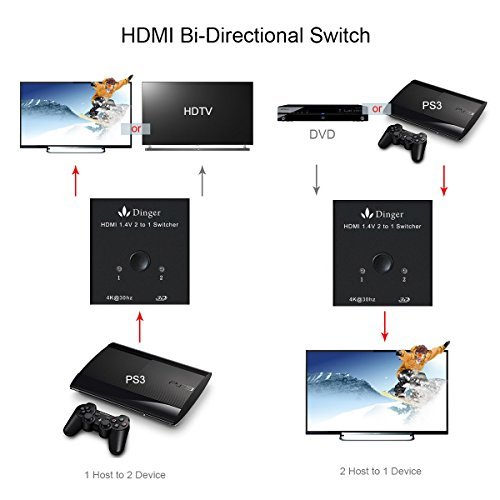 HDMI Bi-Directional Switch
or
HDTV
DVD
or
PS3
Dinger
HDMI 1.4V 2 to 1 Switcher
1 2
4K@30hz 3D
Dinger
HDMI 1.4V 2 to 1 Switcher
1 2
4K@30hz 3D
PS3
PS3
1 Host to 2 Device
2 Host to 1 Device